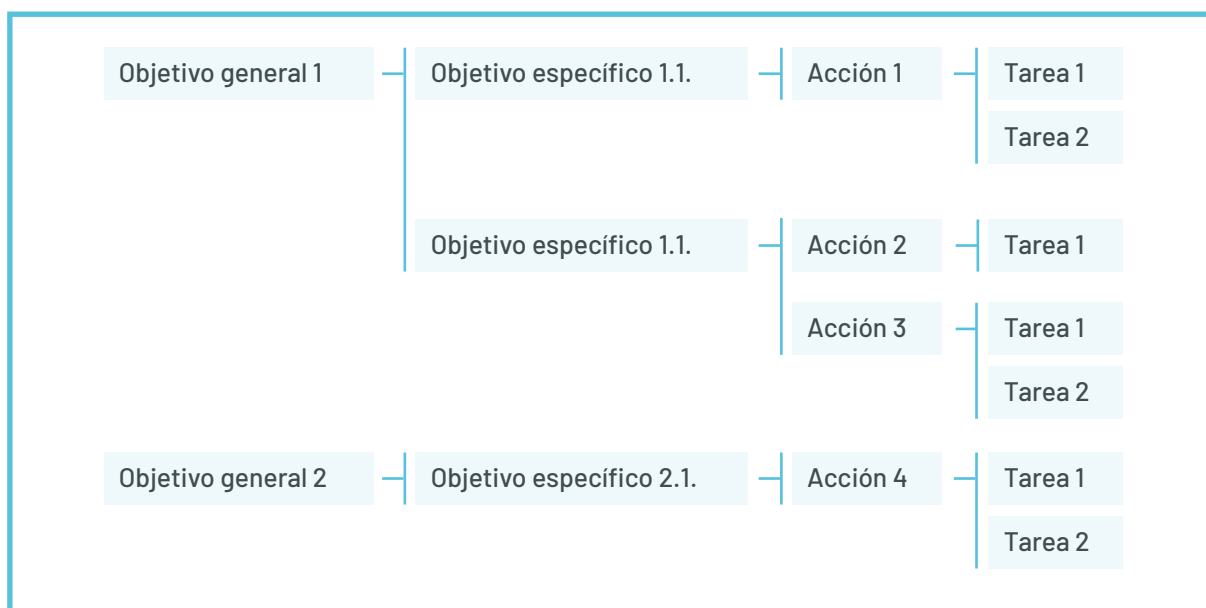 Objetivo general 1
Objetivo específico 1.1.
Acción 1
Tarea 1
Tarea 2
Objetivo específico 1.1.
Acción 2
Tarea 1
Acción 3
Tarea 1
Tarea 2
Objetivo general 2
Objetivo específico 2.1.
Acción 4
Tarea 1
Tarea 2